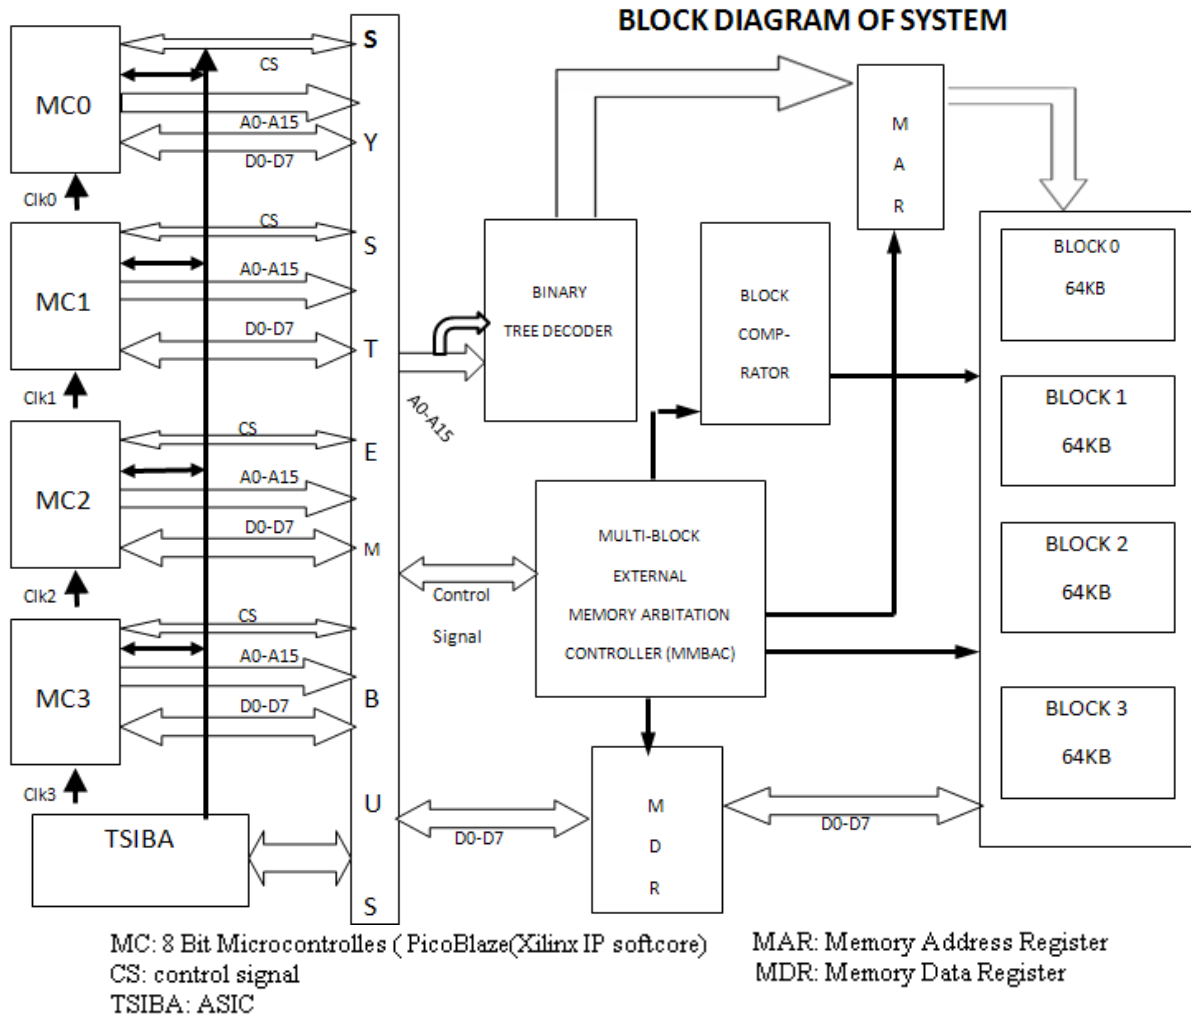 BLOCK DIAGRAM OF SYSTEM
MC0
CS
A0-A15
D0-D7
Clk0
MC1
CS
A0-A15
D0-D7
Clk1
MC2
CS
A0-A15
D0-D7
Clk2
MC3
CS
A0-A15
D0-D7
Clk3
TSIBA
S
Y
S
T
E
M
B
U
S
A0-A15
BINARY
TREE DECODER
Control
Signal
D0-D7
BLOCK
COMP-
RATOR
MULTI-BLOCK
EXTERNAL
MEMORY ARBITATION
CONTROLLER (MMBAC)
M
A
R
M
D
R
D0-D7
BLOCK 0
64KB
BLOCK 1
64KB
BLOCK 2
64KB
BLOCK 3
64KB
MC: 8 Bit Microcontrolles ( PicoBlaze(Xilinx IP softcore)
CS: control signal
TSIBA: ASIC
MAR: Memory Address Register
MDR: Memory Data Register